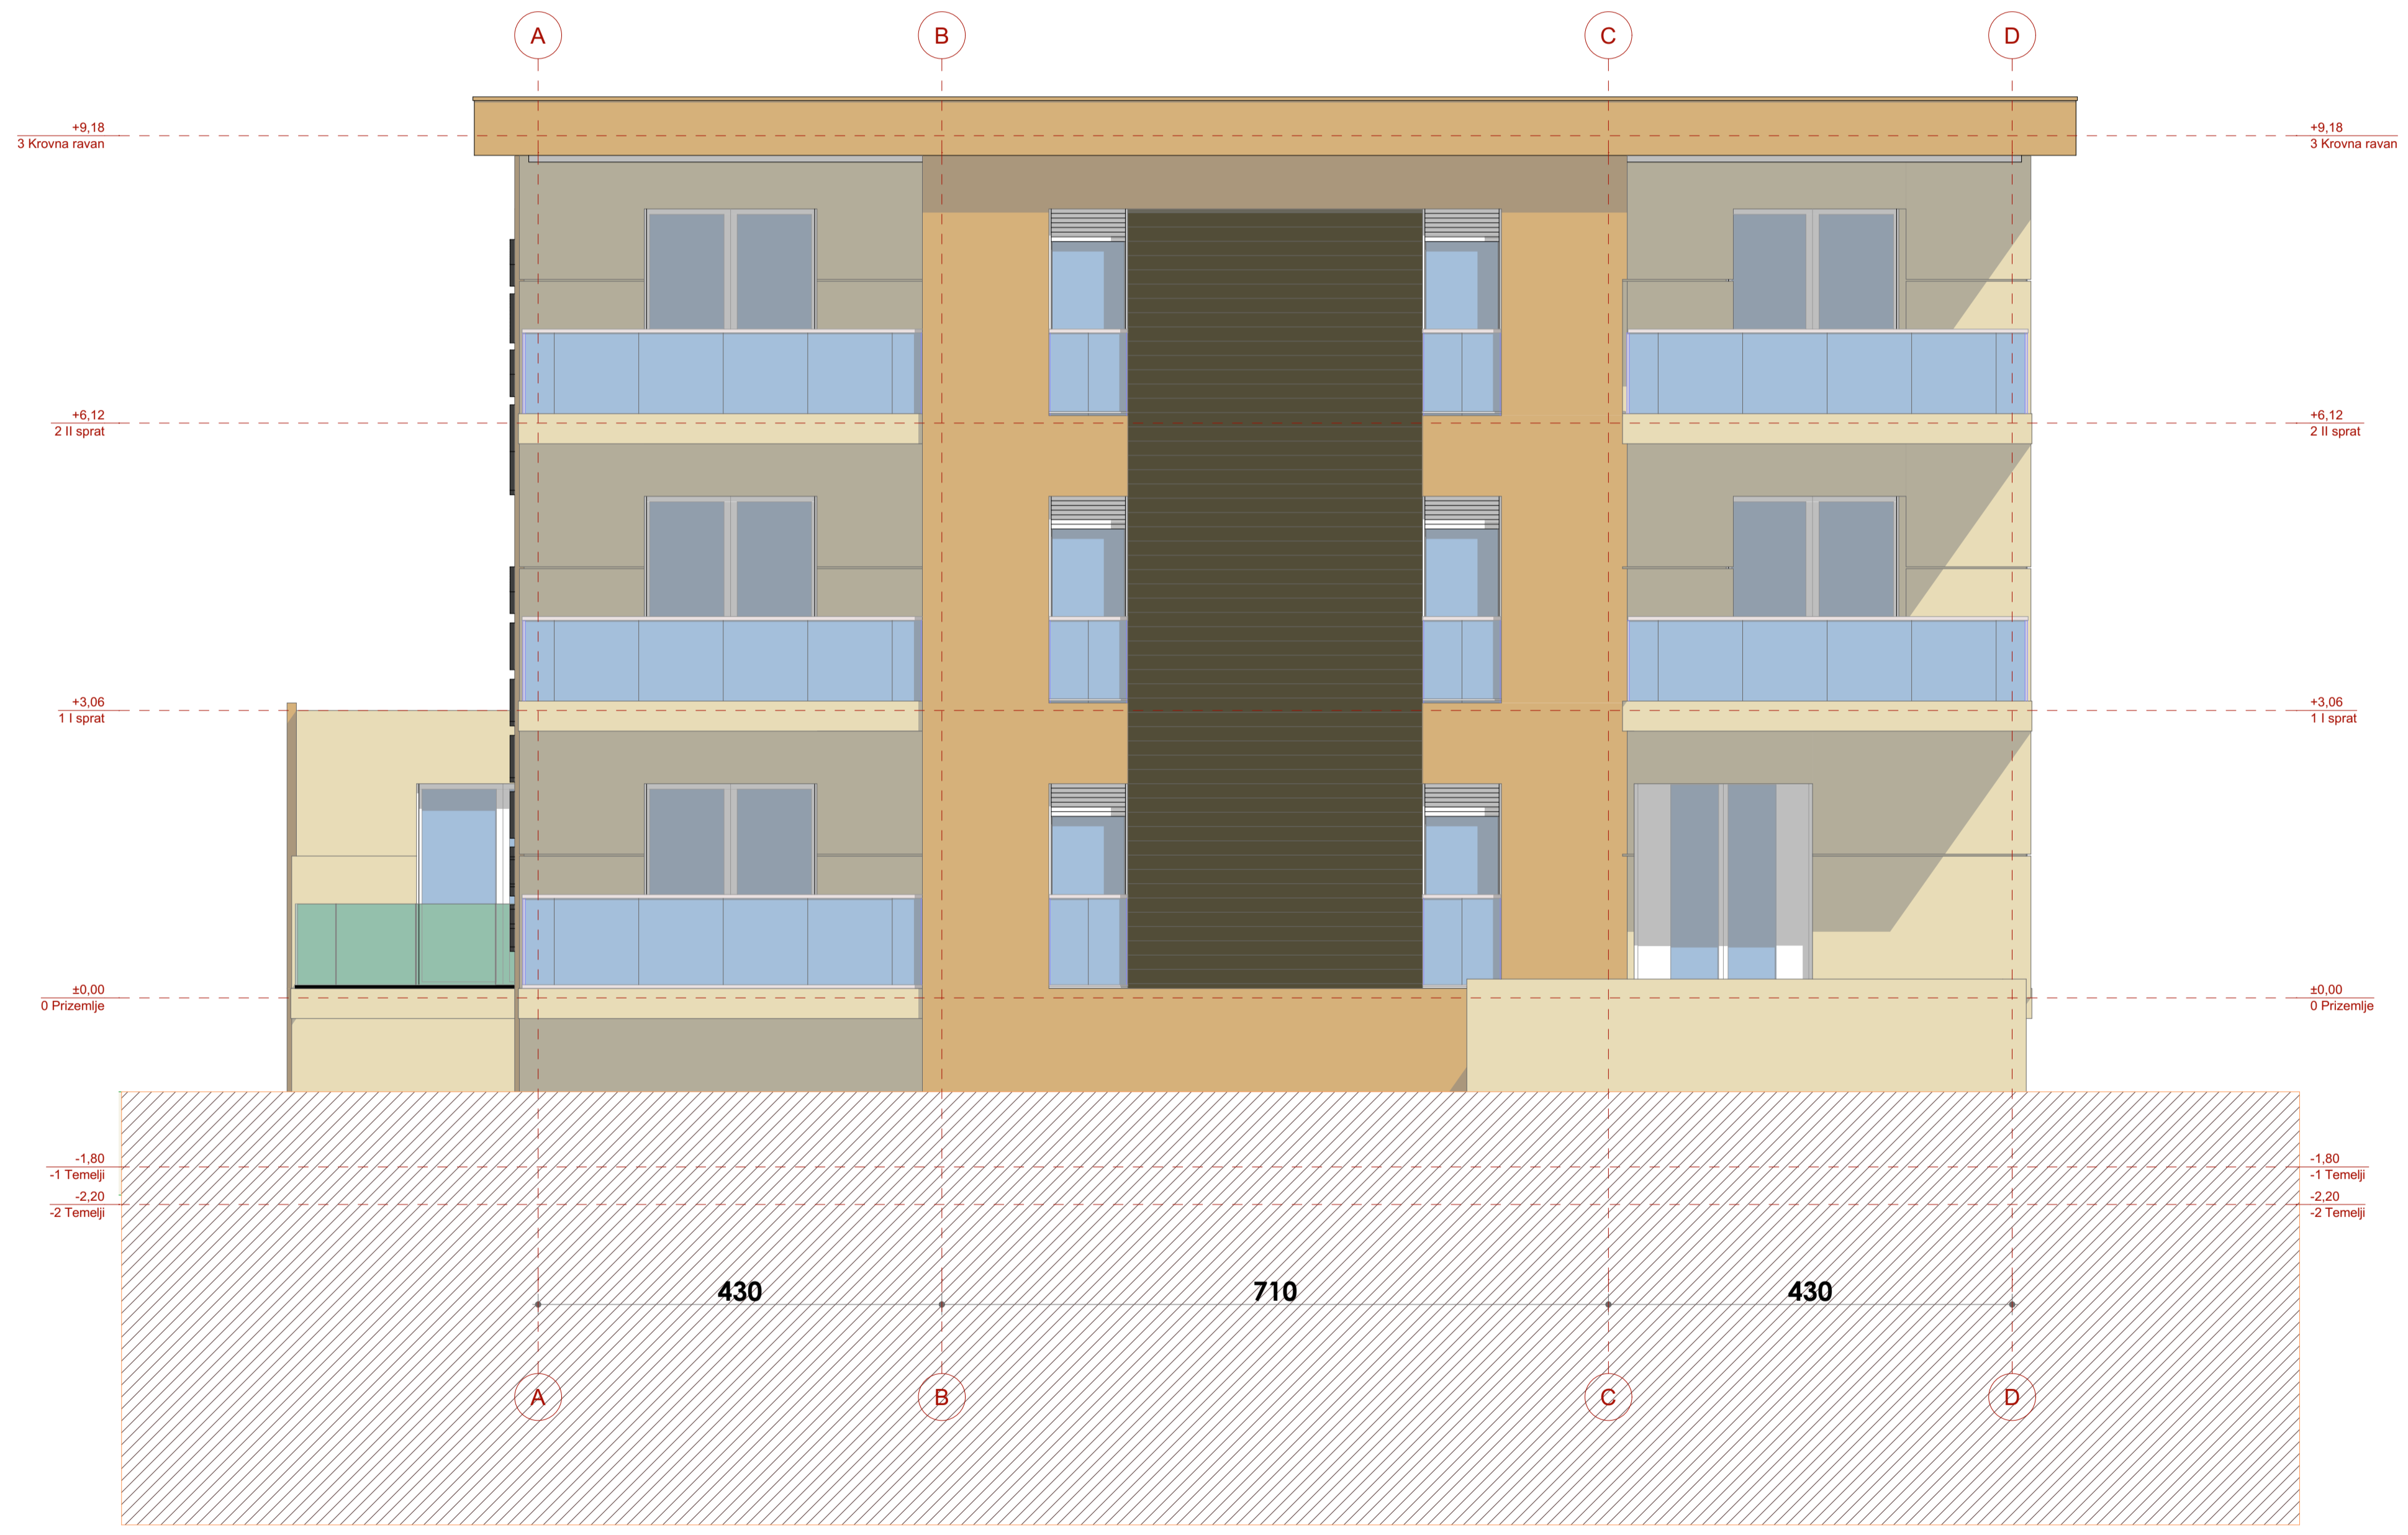 A B C D
+9,18 +9,18
3 Krovna ravan 3 Krovna ravan
+6,12 +6,12
2 II sprat 2 II sprat
+3,06 +3,06
1 I sprat 1 I sprat
±0,00 ±0,00
0 Prizemlje 0 Prizemlje
-1,80 -1,80
-1 Temelji -1 Temelji
-2,20 -2,20
-2 Temelji -2 Temelji
430 710 430
A B C D